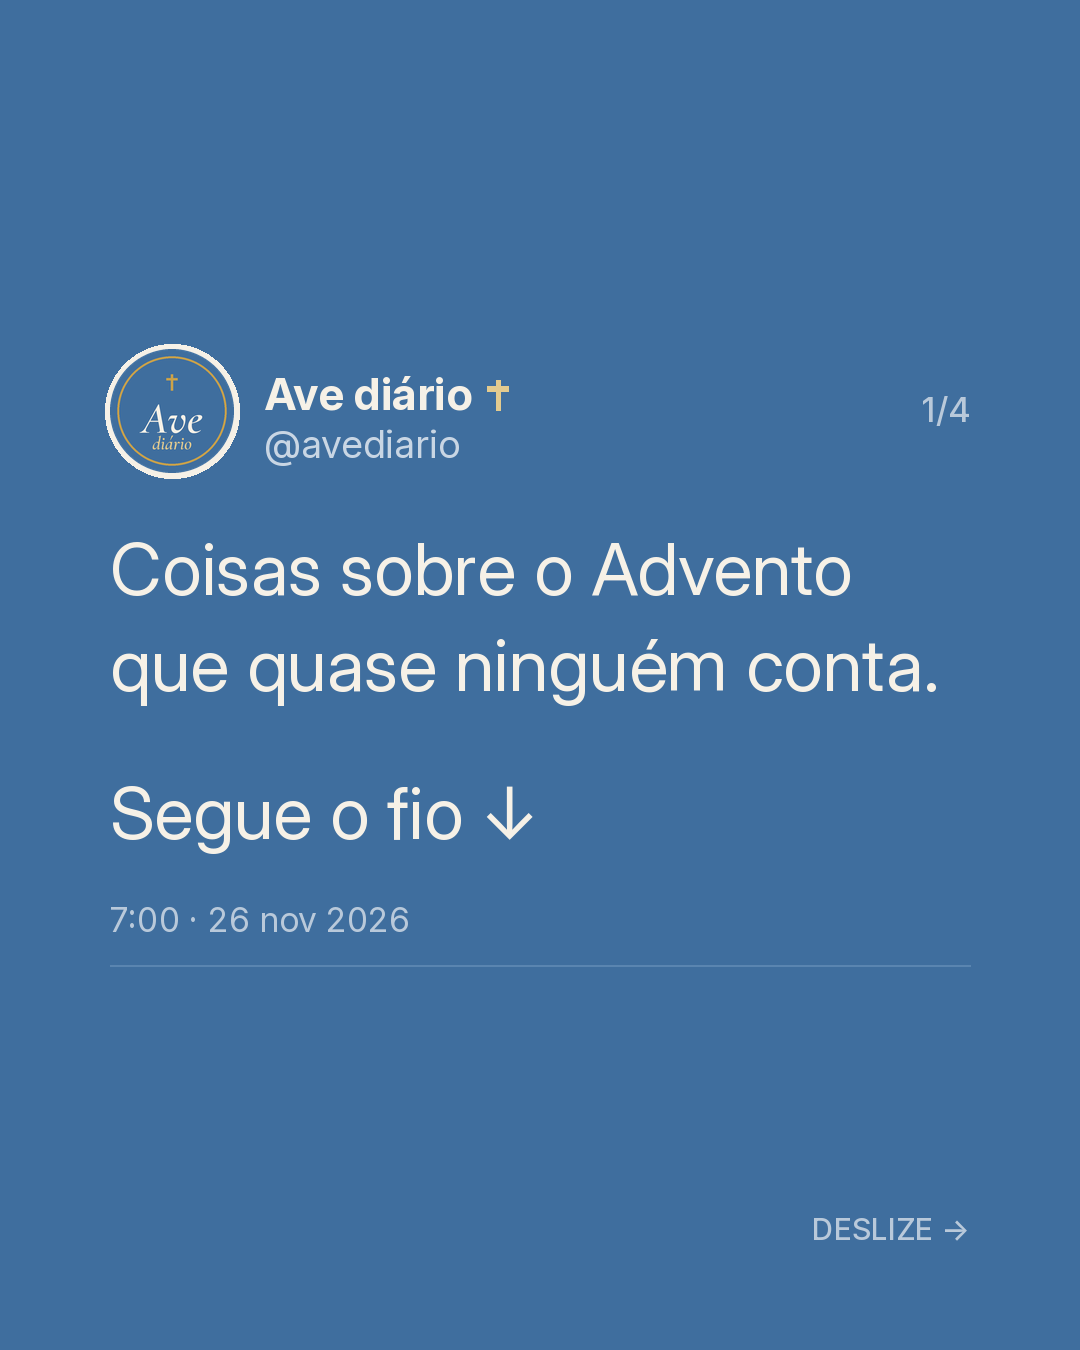 Ave
diário
Ave diário ✝
@avediario
1/4
Coisas sobre o Advento
que quase ninguém conta.
Segue o fio ↓
7:00 · 26 nov 2026
DESLIZE →